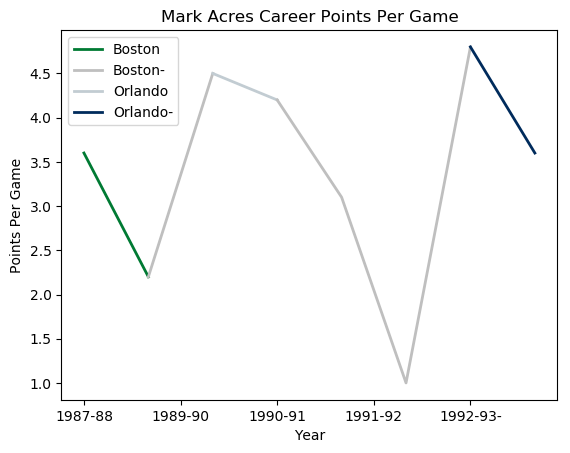 Mark Acres Career Points Per Game
Boston
Boston-
Orlando
Orlando-
4.5
4.0
3.5
3.0
2.5
2.0
1.5
1.0
Points Per Game
1987-88 1989-90 1990-91 1991-92 1992-93-
Year